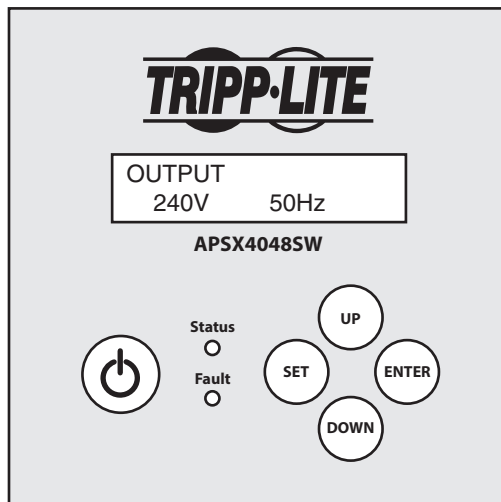 TRIPP·LITE
OUTPUT
240V 50Hz
APSX4048SW
Status
Fault
UP
SET
ENTER
DOWN